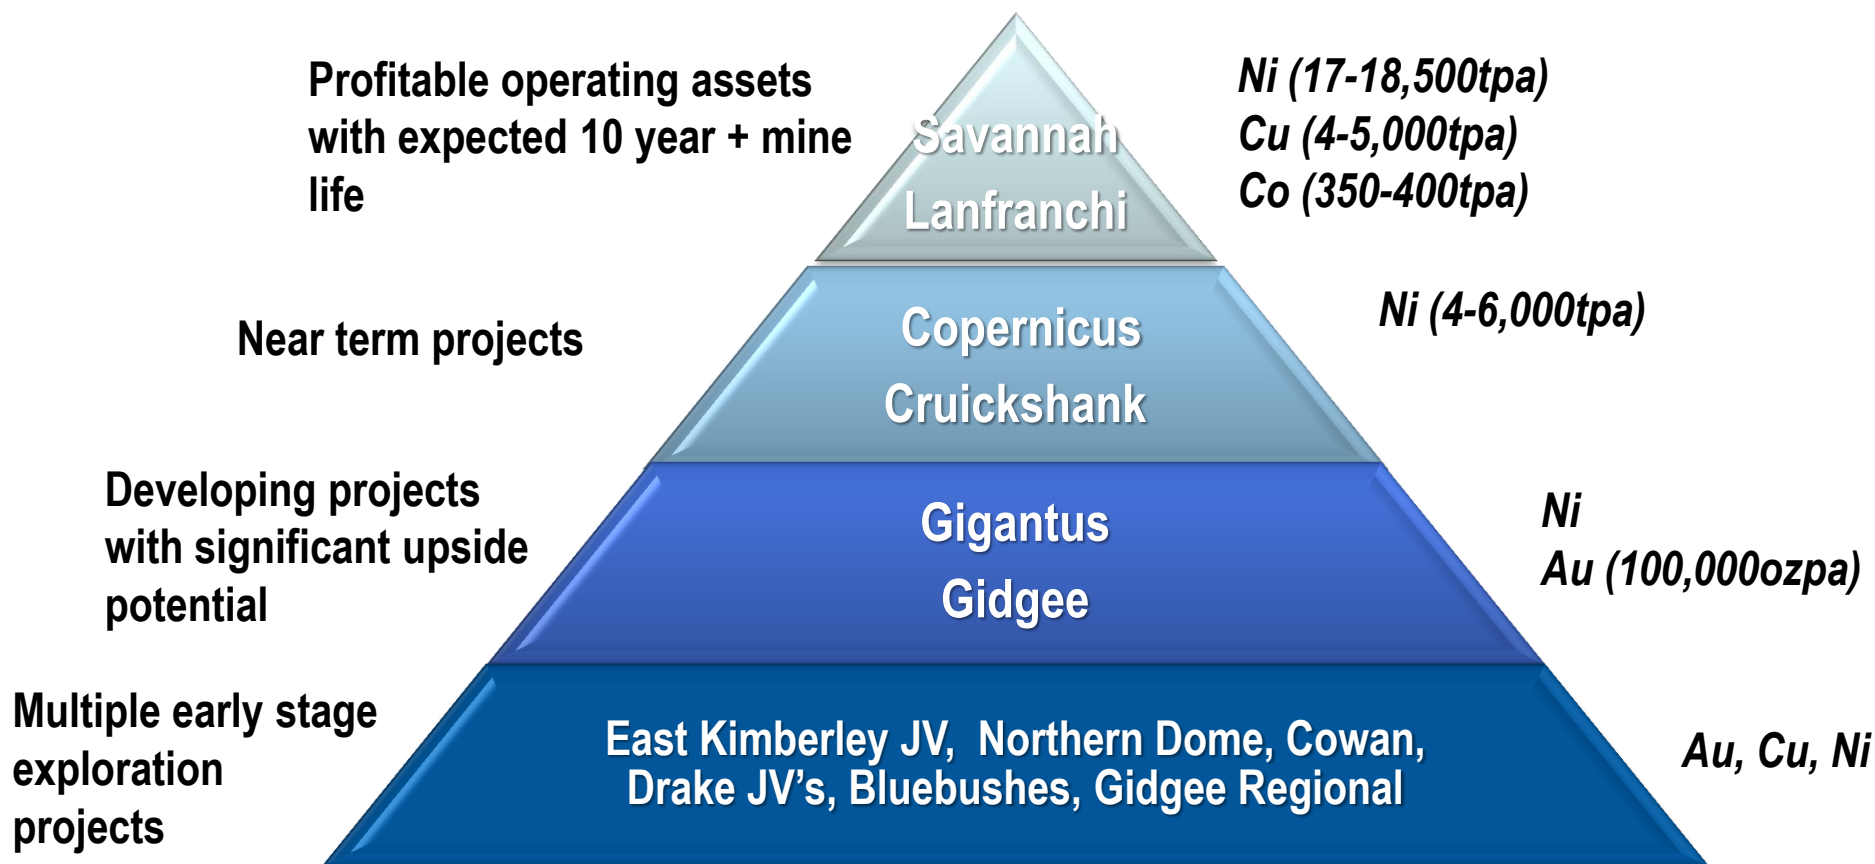 Profitable operating assets
with expected 10 year + mine
life
Savannah
Lanfranchi
Ni (17-18,500tpa)
Cu (4-5,000tpa)
Co (350-400tpa)
Near term projects
Copernicus
Cruickshank
Ni (4-6,000tpa)
Developing projects
with significant upside
potential
Gigantus
Gidgee
Ni
Au (100,000ozpa)
Multiple early stage
exploration
projects
East Kimberley JV,  Northern Dome, Cowan,
Drake JV’s, Bluebushes, Gidgee Regional
Au, Cu, Ni